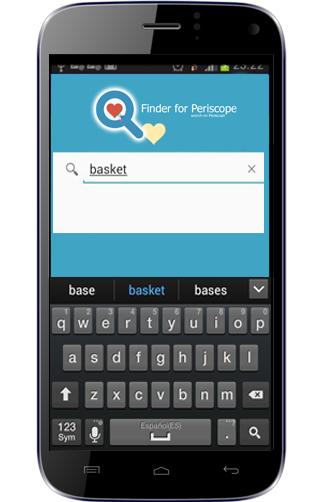 23:22
Finder for Periscope
search on Periscope
basket
base basket bases
1 2 3 4 5 6 7 8 9 0
q w e r t y u i o p
a s d f g h j k l
z x c v b n m
123
Sym
Español(ES)
.